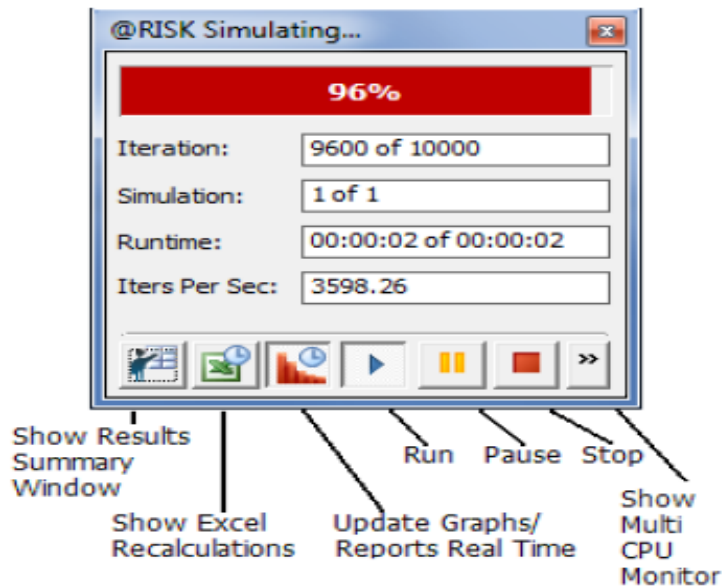 @RISK Simulating...
96%
Iteration: 9600 of 10000
Simulation: 1 of 1
Runtime: 00:00:02 of 00:00:02
Iters Per Sec: 3598.26
>>
Show Results
Summary
Window
Run Pause Stop
Show Excel
Recalculations
Update Graphs/
Reports Real Time
Show
Multi
CPU
Monitor